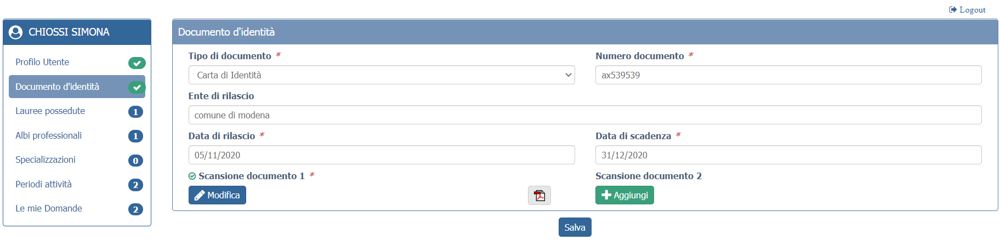 Logout
CHIOSSI SIMONA
Profilo Utente
Documento d'identità
Lauree possedute 1
Albi professionali 1
Specializzazioni 0
Periodi attività 2
Le mie Domande 2
Documento d'identità
Tipo di documento * Numero documento *
Carta di Identità ax539539
Ente di rilascio
comune di modena
Data di rilascio * Data di scadenza *
05/11/2020 31/12/2020
Scansione documento 1 * Scansione documento 2
Modifica Aggiungi
Salva